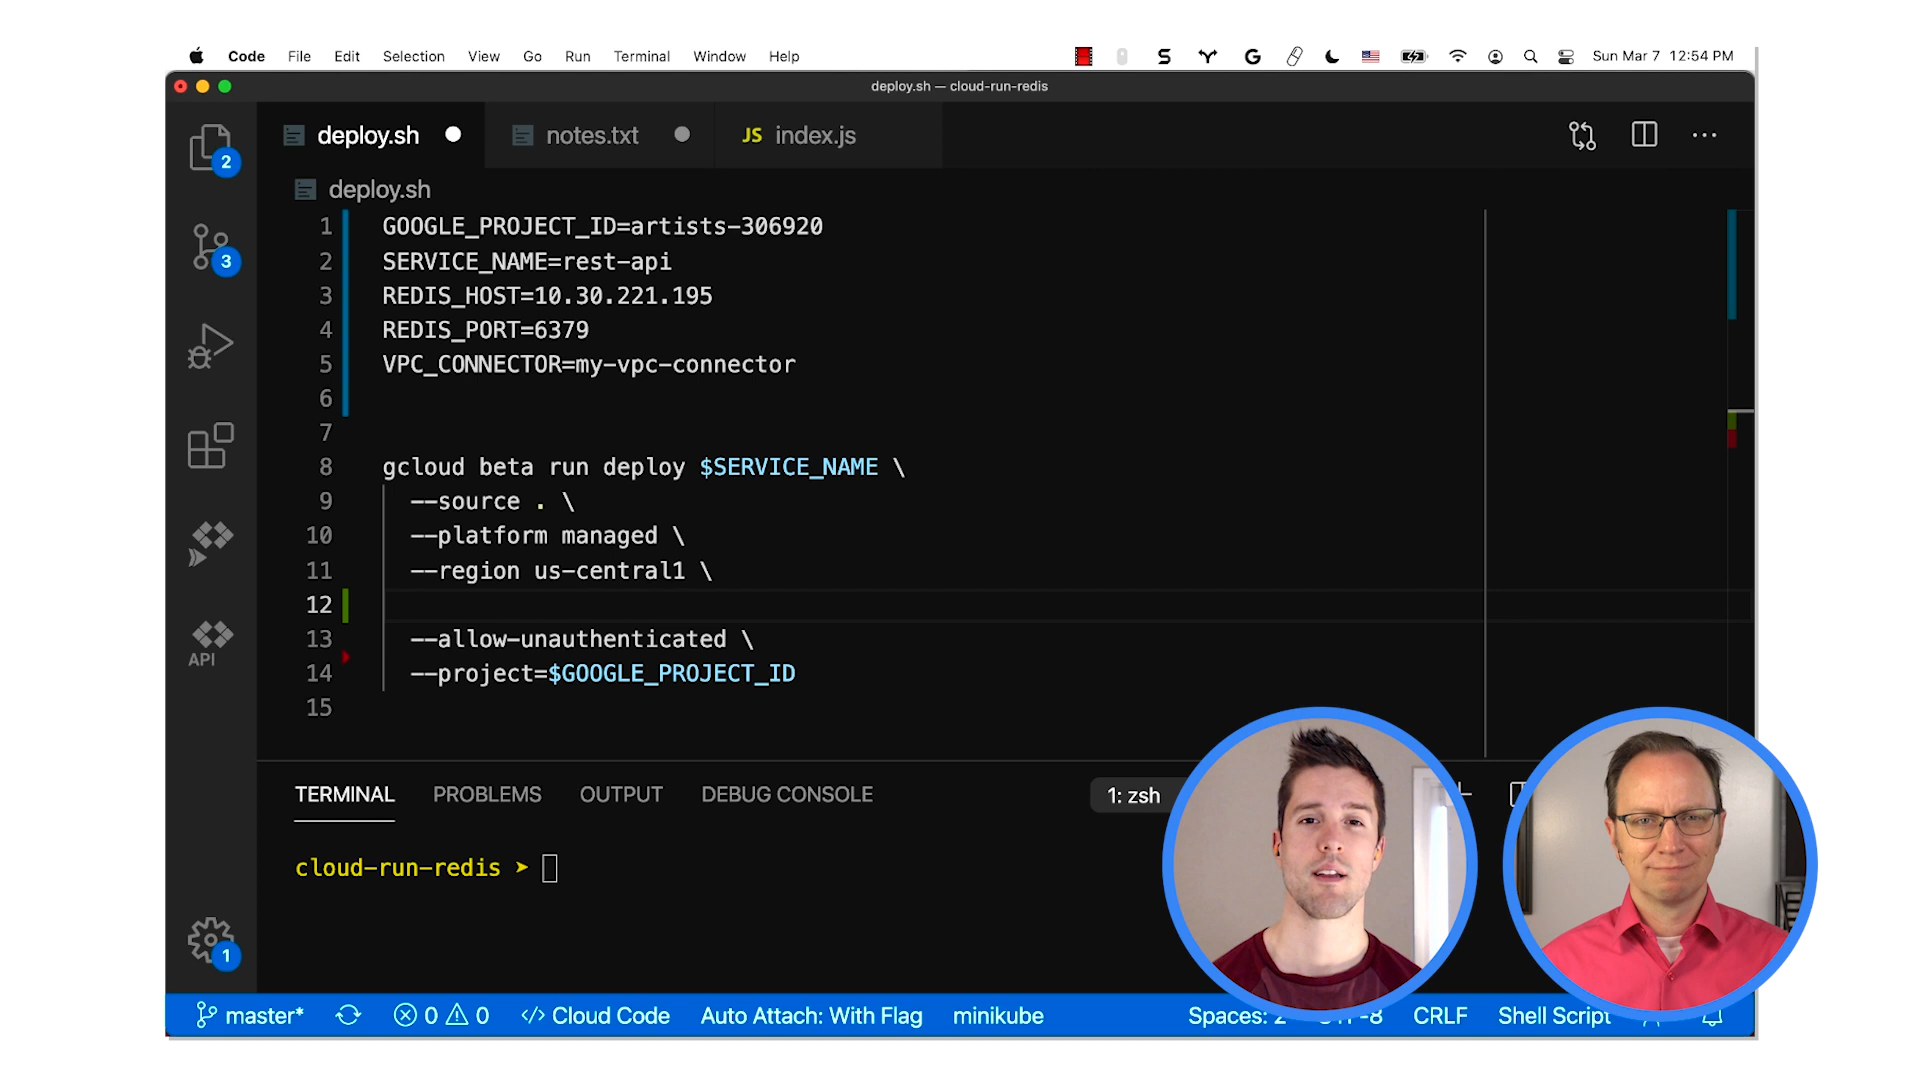 Code File Edit Selection View Go Run Terminal Window Help Sun Mar 7 12:54 PM
deploy.sh — cloud-run-redis
deploy.sh notes.txt JS index.js
2
deploy.sh
1 GOOGLE_PROJECT_ID=artists-306920
2 SERVICE_NAME=rest-api
3
3 REDIS_HOST=10.30.221.195
4 REDIS_PORT=6379
5 VPC_CONNECTOR=my-vpc-connector
6
7
8 gcloud beta run deploy $SERVICE_NAME \
9 --source . \
10 --platform managed \
11 --region us-central1 \
12
13 --allow-unauthenticated \
API
14 --project=$GOOGLE_PROJECT_ID
15
TERMINAL PROBLEMS OUTPUT DEBUG CONSOLE 1: zsh
cloud-run-redis ➤
1
master* 0 0 Cloud Code Auto Attach: With Flag minikube Spaces: 2 CRLF Shell Script